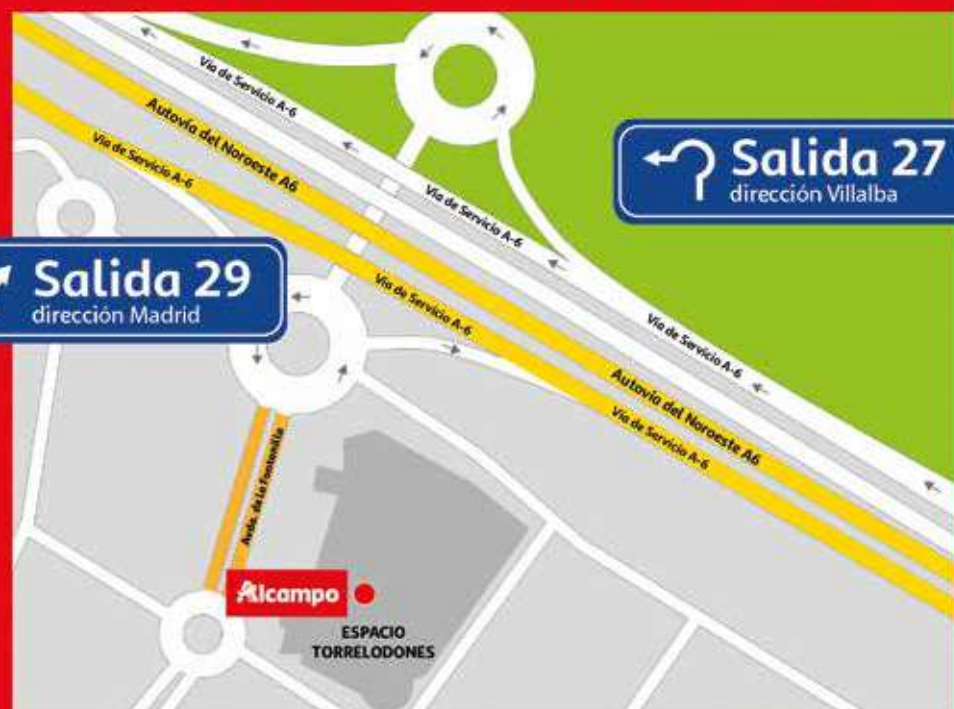 Vía de Servicio A-6
Autovía del Noroeste A6
Vía de Servicio A-6
Vía de Servicio A-6
Salida 27
dirección Villalba
Salida 29
dirección Madrid
Vía de Servicio A-6
Vía de Servicio A-6
Autovía del Noroeste A6
Vía de Servicio A-6
Avda. de La Fontanilla
Alcampo
ESPACIO
TORRELODONES